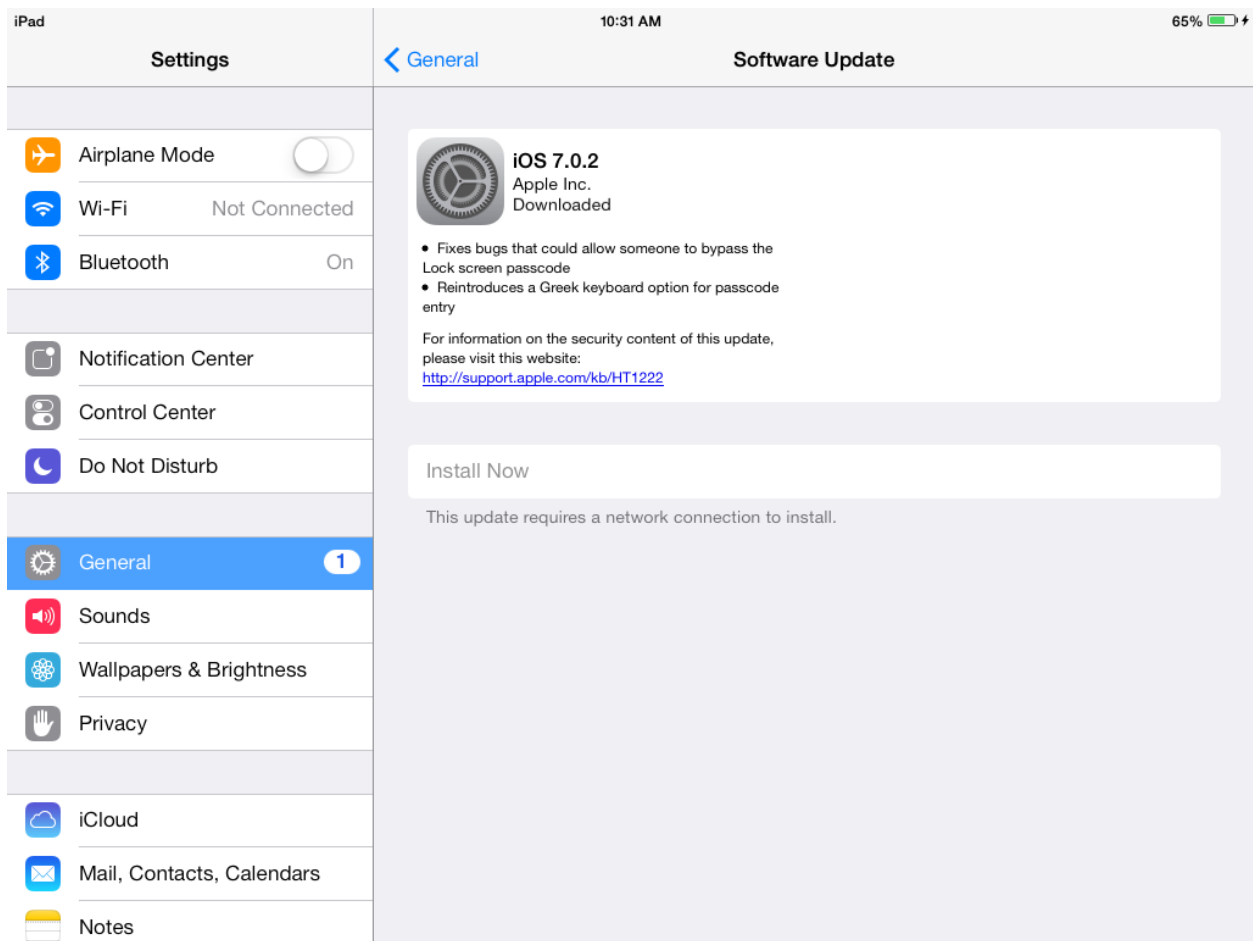 iPad
10:31 AM
65%
Settings
General
Software Update
Airplane Mode
Wi-Fi Not Connected
Bluetooth On
Notification Center
Control Center
Do Not Disturb
General 1
Sounds
Wallpapers & Brightness
Privacy
iCloud
Mail, Contacts, Calendars
Notes
iOS 7.0.2
Apple Inc.
Downloaded
• Fixes bugs that could allow someone to bypass the
Lock screen passcode
• Reintroduces a Greek keyboard option for passcode
entry
For information on the security content of this update,
please visit this website:
http://support.apple.com/kb/HT1222
Install Now
This update requires a network connection to install.